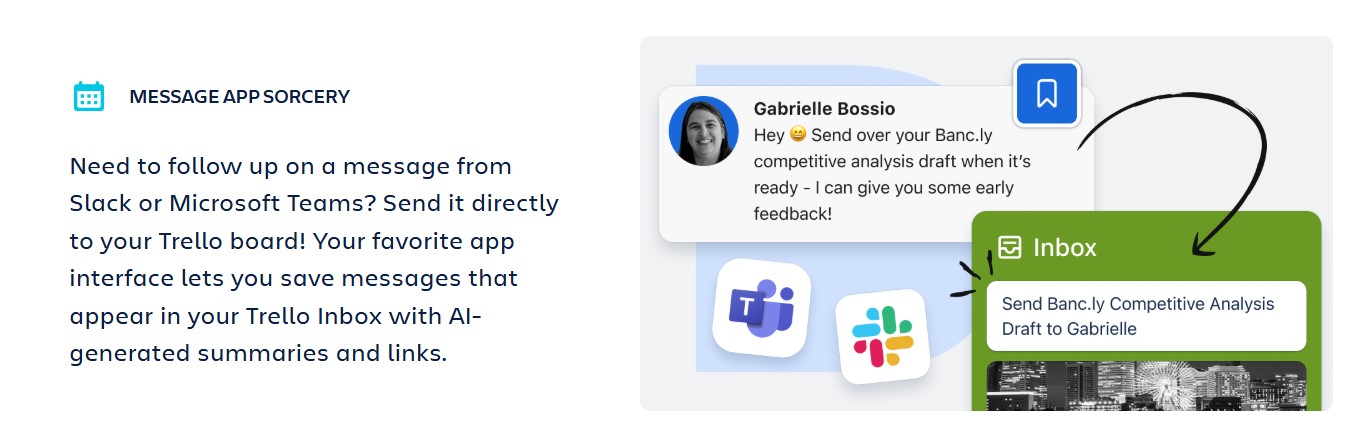 MESSAGE APP SORCERY
Need to follow up on a message from
Slack or Microsoft Teams? Send it directly
to your Trello board! Your favorite app
interface lets you save messages that
appear in your Trello Inbox with AI-
generated summaries and links.
Gabrielle Bossio
Hey 😄 Send over your Banc.ly
competitive analysis draft when it’s
ready - I can give you some early
feedback!
T
Inbox
Send Banc.ly Competitive Analysis
Draft to Gabrielle